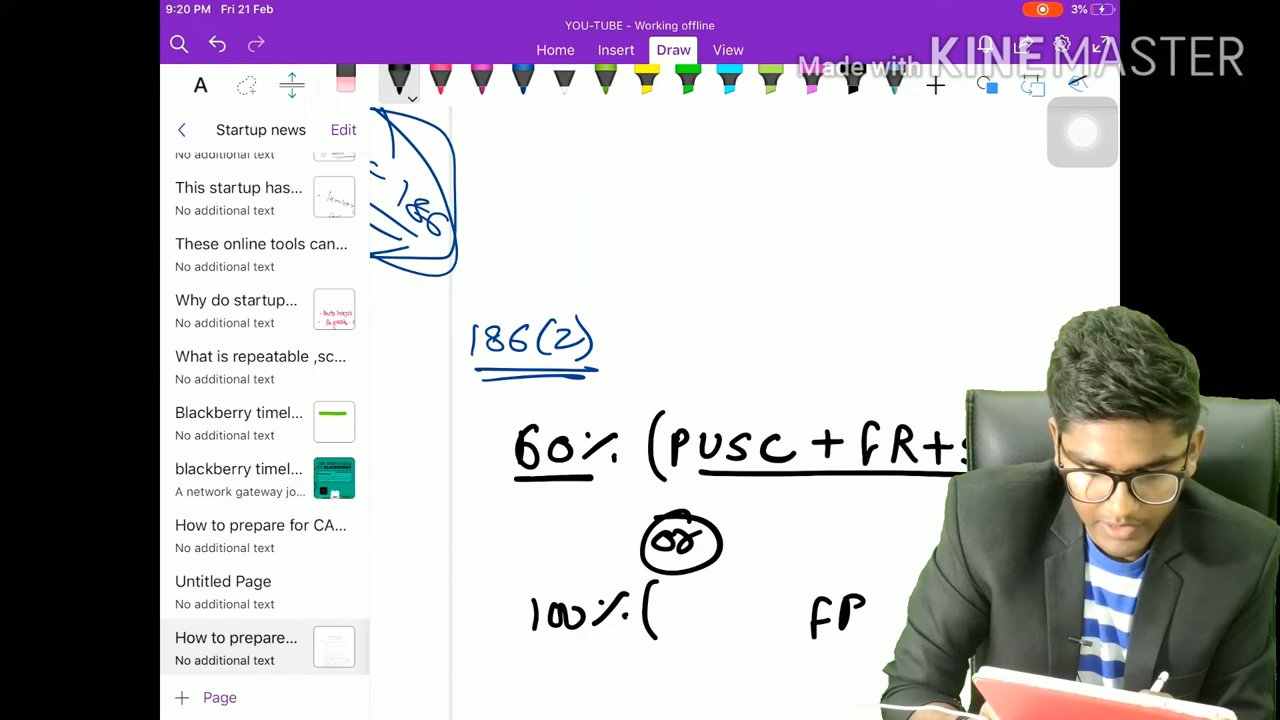 9:20 PM Fri 21 Feb
3%
YOU-TUBE - Working offline
Home Insert Draw View
Made with KINEMASTER
A
Startup news Edit
No additional text
This startup has...
No additional text
These online tools can...
No additional text
Why do startup...
No additional text
What is repeatable ,sc...
No additional text
Blackberry timel...
No additional text
blackberry timel...
A network gateway jo...
How to prepare for CA...
No additional text
Untitled Page
No additional text
How to prepare...
No additional text
+ Page
186(2)
60% (PUSC + FR+
or
100% (